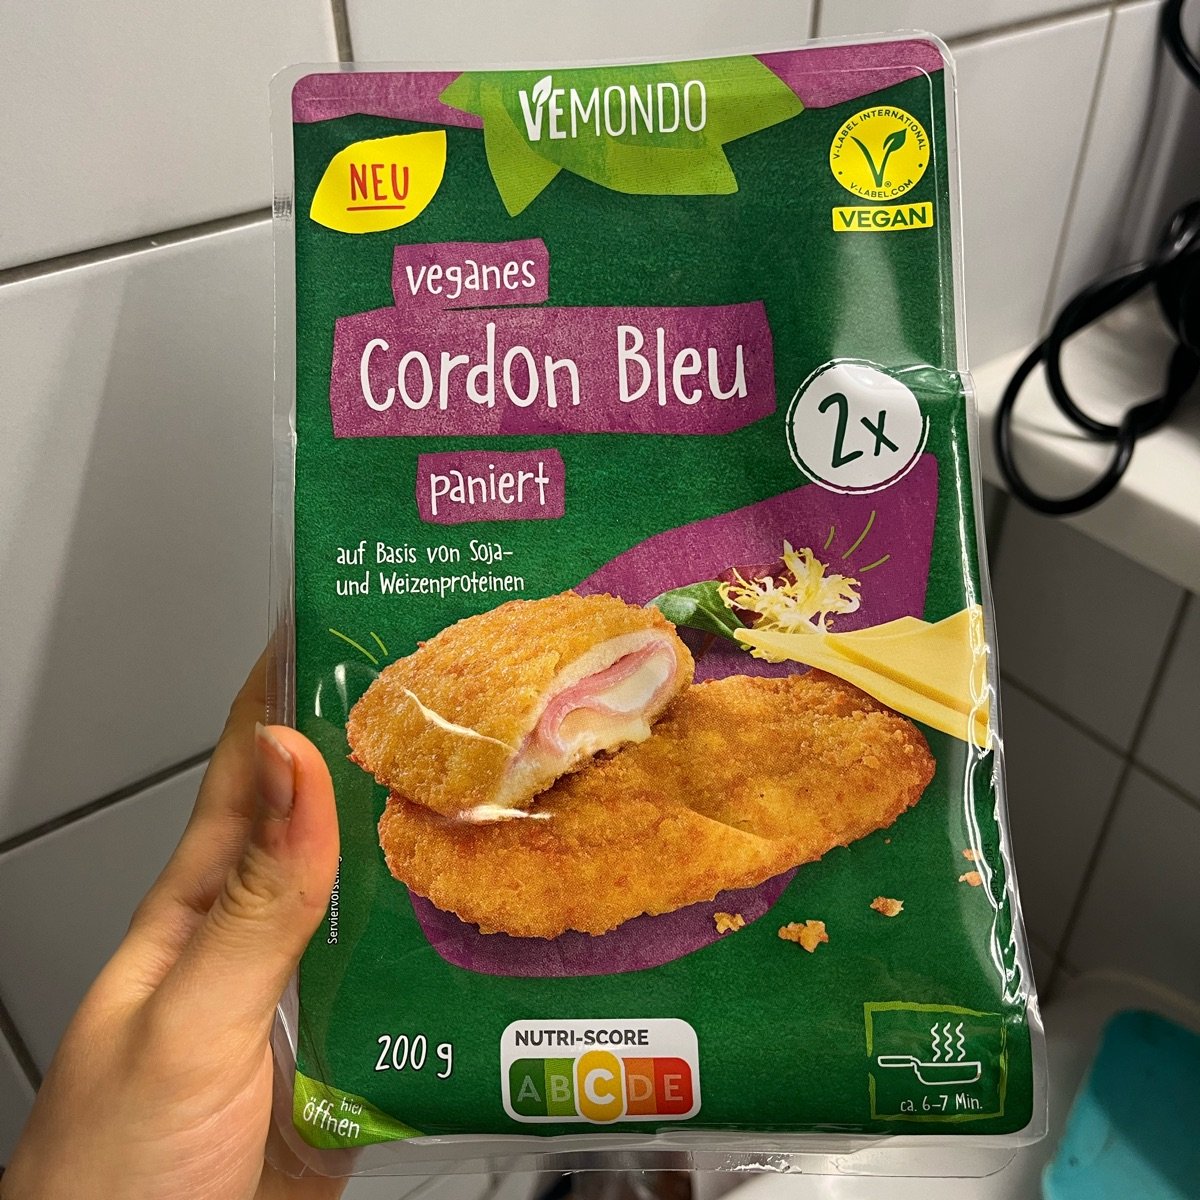 VEMONDO
NEU
V-LABEL INTERNATIONAL
V-LABEL.COM
VEGAN
veganes
Cordon Bleu
2x
paniert
auf Basis von Soja-
und Weizenproteinen
200 g
NUTRI-SCORE
A B C D E
ca. 6–7 Min.
hier
öffnen